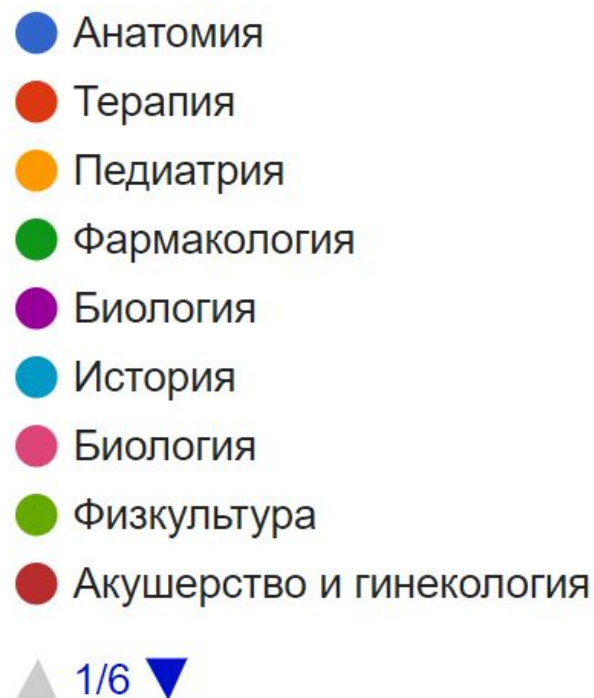 Анатомия
Терапия
Педиатрия
Фармакология
Биология
История
Биология
Физкультура
Акушерство и гинекология
1/6